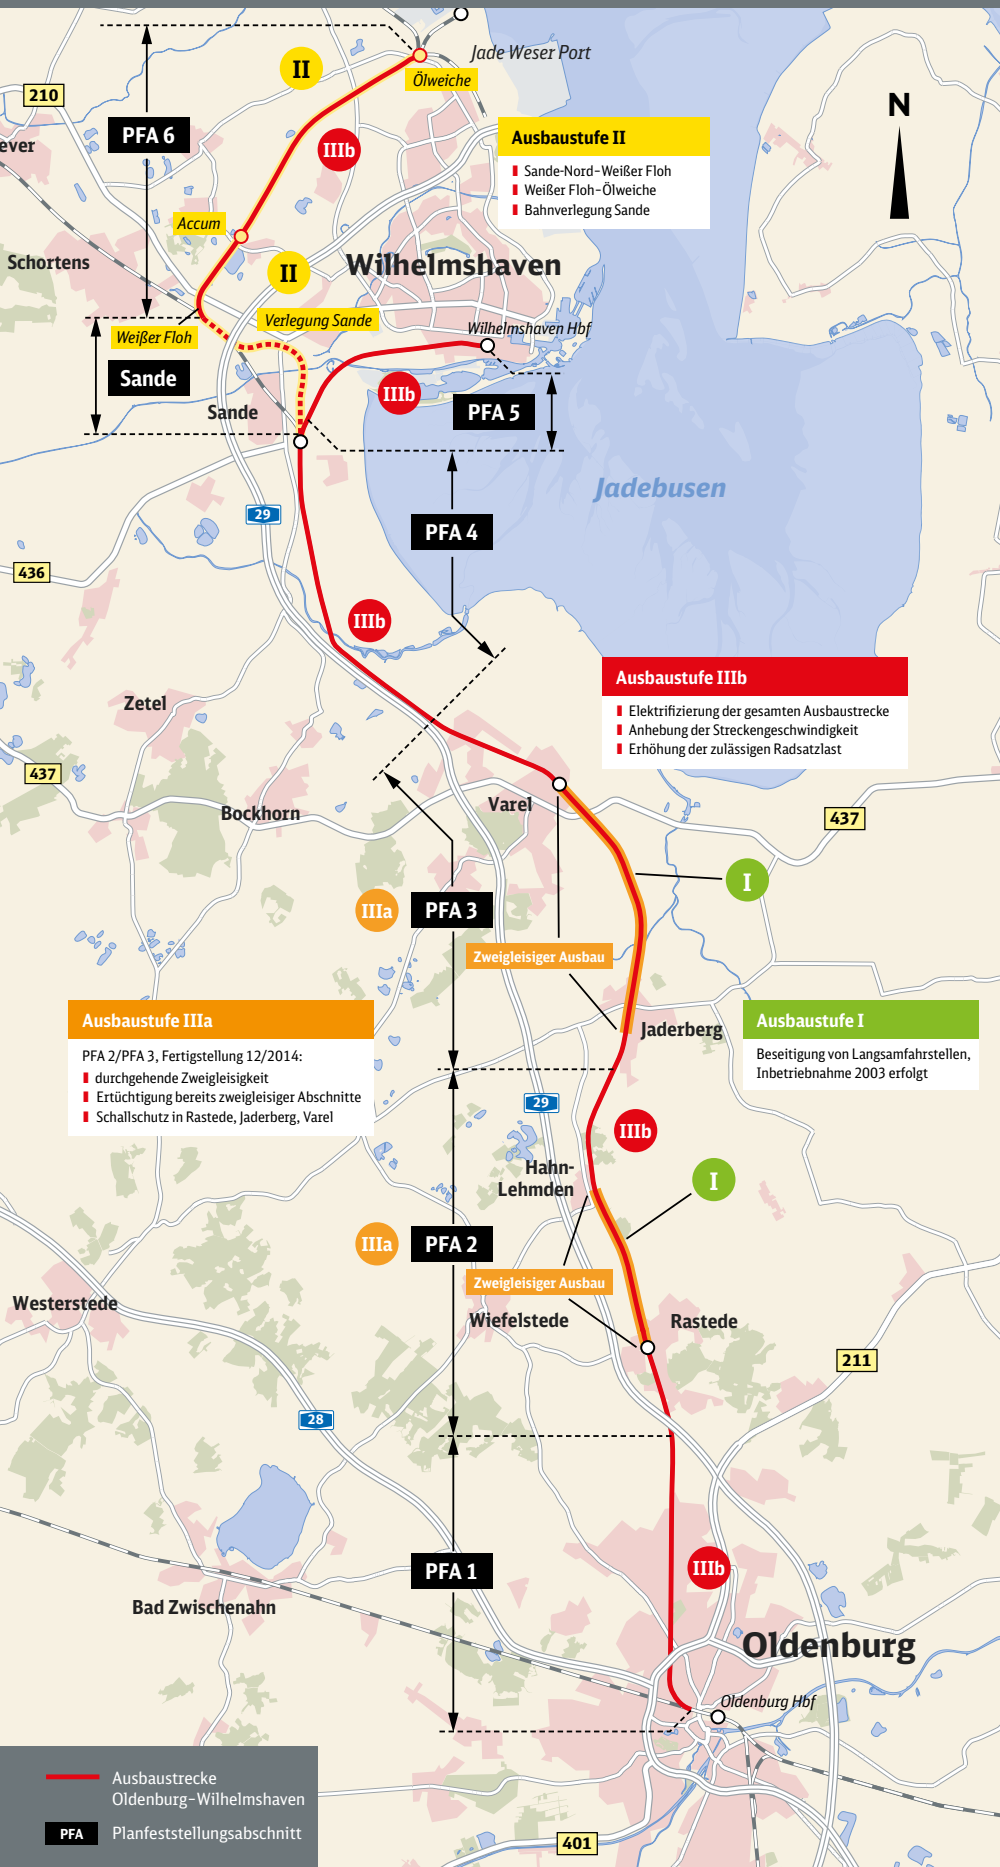 Jade Weser Port
II
Ölweiche
210
PFA 6
IIIb
ever
Ausbaustufe II
Sande-Nord–Weißer Floh
Weißer Floh–Ölweiche
Bahnverlegung Sande
N
Accum
Schortens
II
Wilhelmshaven
Verlegung Sande
Weißer Floh
Wilhelmshaven Hbf
Sande
IIIb
PFA 5
Sande
Jadebusen
29
PFA 4
436
IIIb
Ausbaustufe IIIb
Elektrifizierung der gesamten Ausbaustrecke
Anhebung der Streckengeschwindigkeit
Erhöhung der zulässigen Radsatzlast
Zetel
437
Bockhorn
Varel
437
I
IIIa
PFA 3
Zweigleisiger Ausbau
Ausbaustufe IIIa
PFA 2/PFA 3, Fertigstellung 12/2014:
durchgehende Zweigleisigkeit
Ertüchtigung bereits zweigleisiger Abschnitte
Schallschutz in Rastede, Jaderberg, Varel
Jaderberg
Ausbaustufe I
Beseitigung von Langsamfahrstellen,
Inbetriebnahme 2003 erfolgt
29
IIIb
Hahn-
Lehmden
I
IIIa
PFA 2
Zweigleisiger Ausbau
Westerstede
Wiefelstede
Rastede
211
28
PFA 1
IIIb
Bad Zwischenahn
Oldenburg
Oldenburg Hbf
Ausbaustrecke
Oldenburg–Wilhelmshaven
PFA
Planfeststellungsabschnitt
401